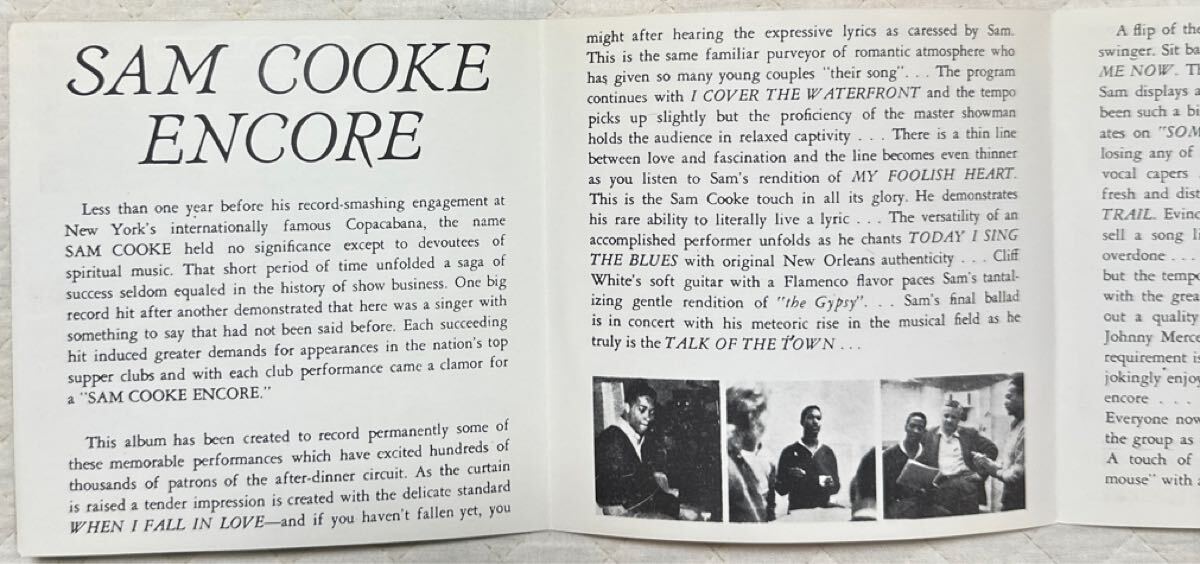 SAM COOKE
ENCORE
Less than one year before his record-smashing engagement at
New York's internationally famous Copacabana, the name
SAM COOKE held no significance except to devoutees of
spiritual music. That short period of time unfolded a saga of
success seldom equaled in the history of show business. One big
record hit after another demonstrated that here was a singer with
something to say that had not been said before. Each succeeding
hit induced greater demands for appearances in the nation's top
supper clubs and with each club performance came a clamor for
a "SAM COOKE ENCORE."
This album has been created to record permanently some of
these memorable performances which have excited hundreds of
thousands of patrons of the after-dinner circuit. As the curtain
is raised a tender impression is created with the delicate standard
WHEN I FALL IN LOVE—and if you haven't fallen yet, you
might after hearing the expressive lyrics as caressed by Sam.
This is the same familiar purveyor of romantic atmosphere who
has given so many young couples "their song". . . The program
continues with I COVER THE WATERFRONT and the tempo
picks up slightly but the proficiency of the master showman
holds the audience in relaxed captivity . . . There is a thin line
between love and fascination and the line becomes even thinner
as you listen to Sam's rendition of MY FOOLISH HEART.
This is the Sam Cooke touch in all its glory. He demonstrates
his rare ability to literally live a lyric . . . The versatility of an
accomplished performer unfolds as he chants TODAY I SING
THE BLUES with original New Orleans authenticity . . . Cliff
White's soft guitar with a Flamenco flavor paces Sam's tantal-
izing gentle rendition of "the Gypsy". . . Sam's final ballad
is in concert with his meteoric rise in the musical field as he
truly is the TALK OF THE TOWN . . .
A flip of the
swinger. Sit ba
ME NOW. Th
Sam displays a
been such a bi
ates on "SOM
losing any of
vocal capers .
fresh and dist
TRAIL. Evinc
sell a song li
overdone . . .
but the tempo
with the grea
out a quality
Johnny Merce
requirement is
jokingly enjoy
encore . . .
Everyone now
the group as
A touch of
mouse" with a